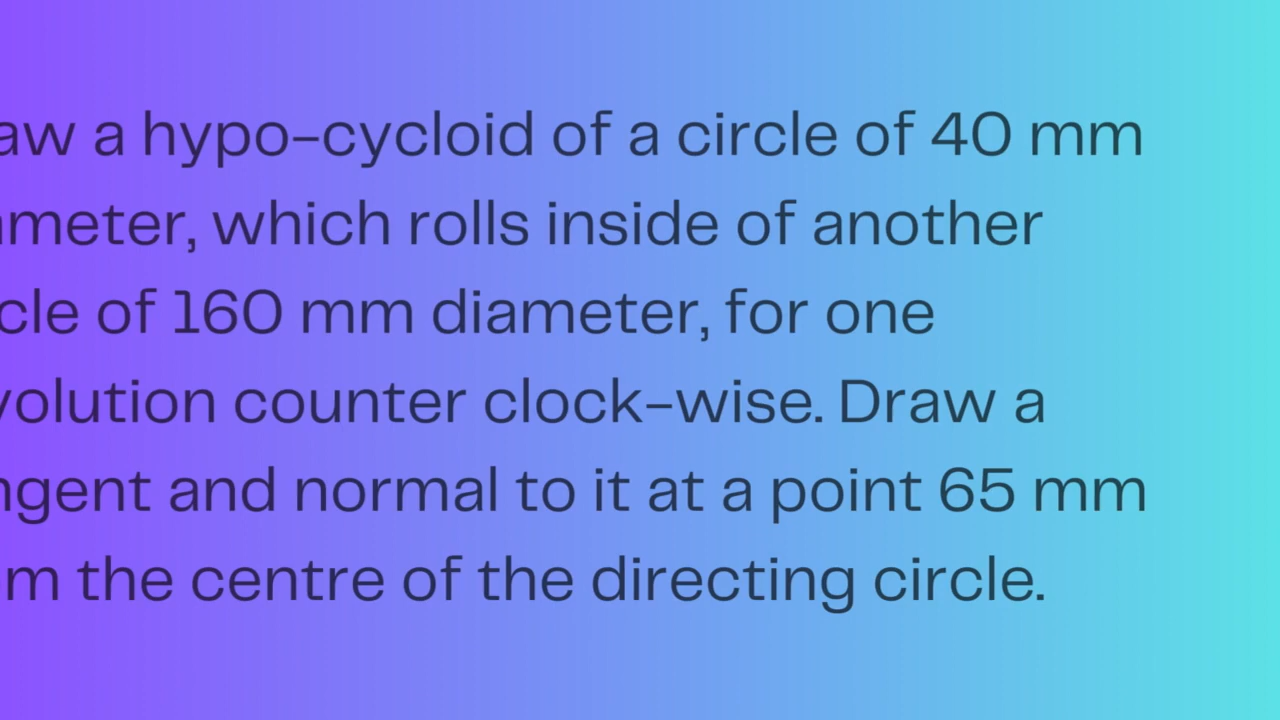 aw a hypo-cycloid of a circle of 40 mm
ameter, which rolls inside of another
cle of 160 mm diameter, for one
volution counter clock-wise. Draw a
ngent and normal to it at a point 65 mm
m the centre of the directing circle.